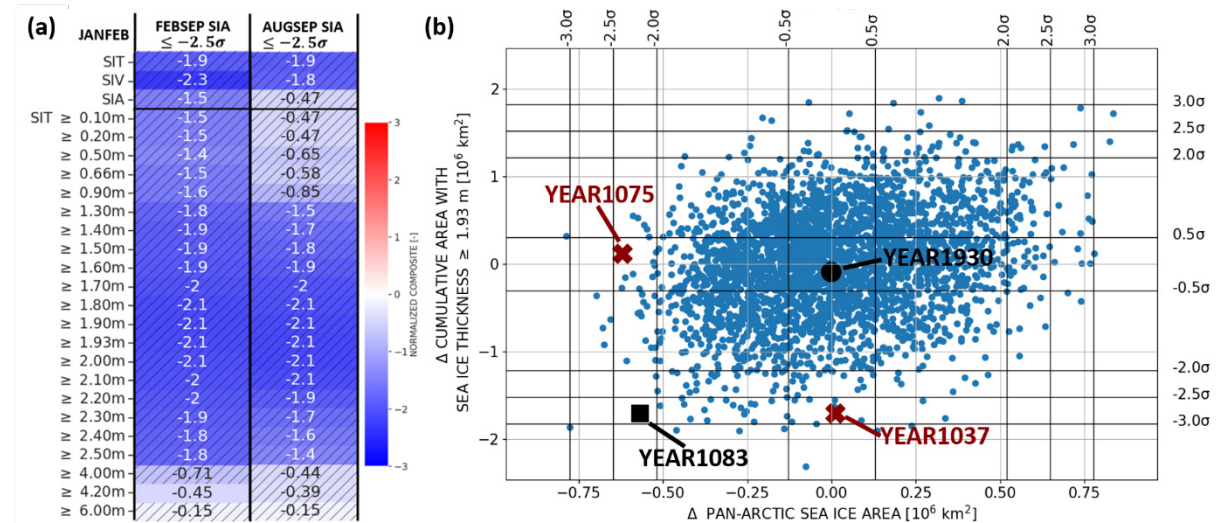 (a)
JANFEB FEBSEP SIA AUGSEP SIA
≤ −2.5σ ≤ −2.5σ
SIT -1.9 -1.9
SIV -2.3 -1.8
SIA -1.5 -0.47
SIT ≥ 0.10m -1.5 -0.47
≥ 0.20m -1.5 -0.47
≥ 0.50m -1.4 -0.65
≥ 0.66m -1.5 -0.58
≥ 0.90m -1.6 -0.85
≥ 1.30m -1.8 -1.5
≥ 1.40m -1.9 -1.7
≥ 1.50m -1.9 -1.8
≥ 1.60m -1.9 -1.9
≥ 1.70m -2 -2
≥ 1.80m -2.1 -2.1
≥ 1.90m -2.1 -2.1
≥ 1.93m -2.1 -2.1
≥ 2.00m -2.1 -2.1
≥ 2.10m -2 -2.1
≥ 2.20m -2 -1.9
≥ 2.30m -1.9 -1.7
≥ 2.40m -1.8 -1.6
≥ 2.50m -1.8 -1.4
≥ 4.00m -0.71 -0.44
≥ 4.20m -0.45 -0.39
≥ 6.00m -0.15 -0.15
3
2
1
0
−1
−2
−3
NORMALIZED COMPOSITE [-]
(b)
-3.0σ -2.5σ -2.0σ -0.5σ 0.5σ 2.0σ 2.5σ 3.0σ
3.0σ
2.5σ
2.0σ
0.5σ
-0.5σ
-2.0σ
-2.5σ
-3.0σ
Δ CUMULATIVE AREA WITH
SEA ICE THICKNESS ≥ 1.93 m [10⁶ km²]
2
1
0
−1
−2
YEAR1075
YEAR1930
YEAR1083
YEAR1037
−0.75 −0.50 −0.25 0.00 0.25 0.50 0.75
Δ PAN-ARCTIC SEA ICE AREA [10⁶ km²]